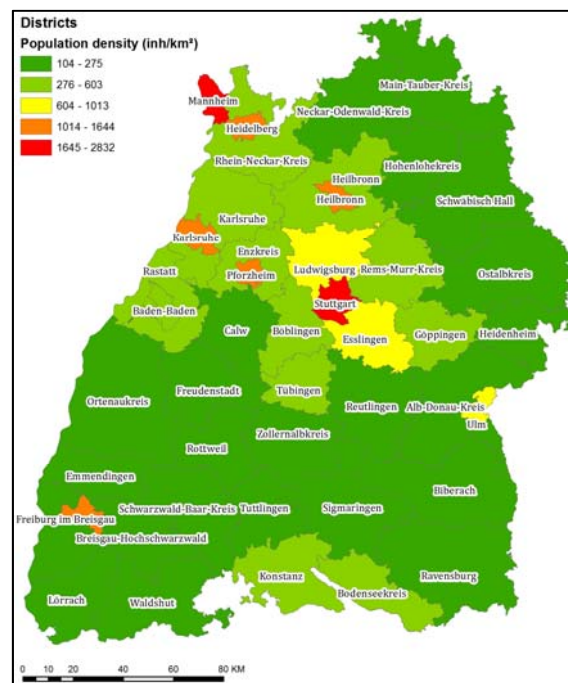 Districts
Population density (inh/km²)
104 - 275
276 - 603
604 - 1013
1014 - 1644
1645 - 2832
Main-Tauber-Kreis
Mannheim
Neckar-Odenwald-Kreis
Heidelberg
Rhein-Neckar-Kreis
Hohenlohekreis
Heilbronn
Heilbronn
Schwäbisch Hall
Karlsruhe
Karlsruhe
Enzkreis
Ludwigsburg
Rems-Murr-Kreis
Rastatt
Pforzheim
Ostalbkreis
Stuttgart
Baden-Baden
Calw
Böblingen
Esslingen
Göppingen
Heidenheim
Freudenstadt
Tübingen
Ortenaukreis
Reutlingen
Alb-Donau-Kreis
Ulm
Zollernalbkreis
Rottweil
Emmendingen
Biberach
Schwarzwald-Baar-Kreis
Tuttlingen
Sigmaringen
Freiburg im Breisgau
Breisgau-Hochschwarzwald
Konstanz
Ravensburg
Bodenseekreis
Lörrach
Waldshut
0 10 20 40 60 80 KM